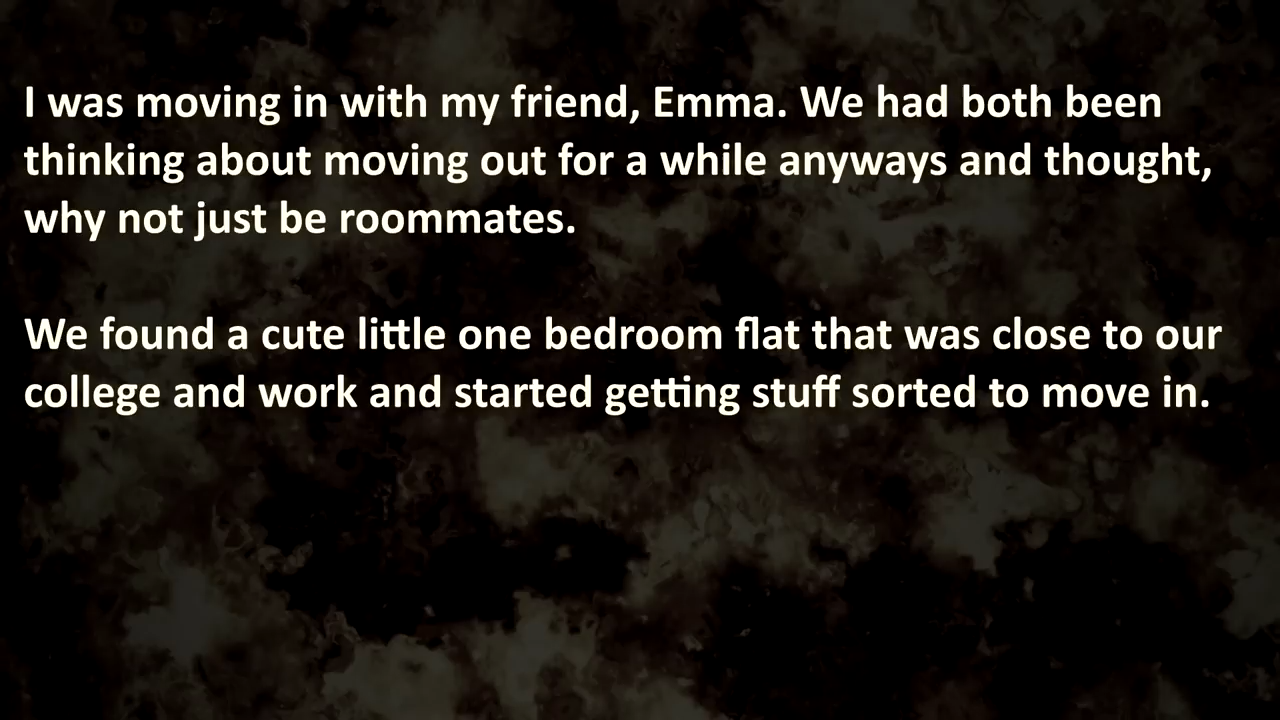 I was moving in with my friend, Emma. We had both been
thinking about moving out for a while anyways and thought,
why not just be roommates.
We found a cute little one bedroom flat that was close to our
college and work and started getting stuff sorted to move in.